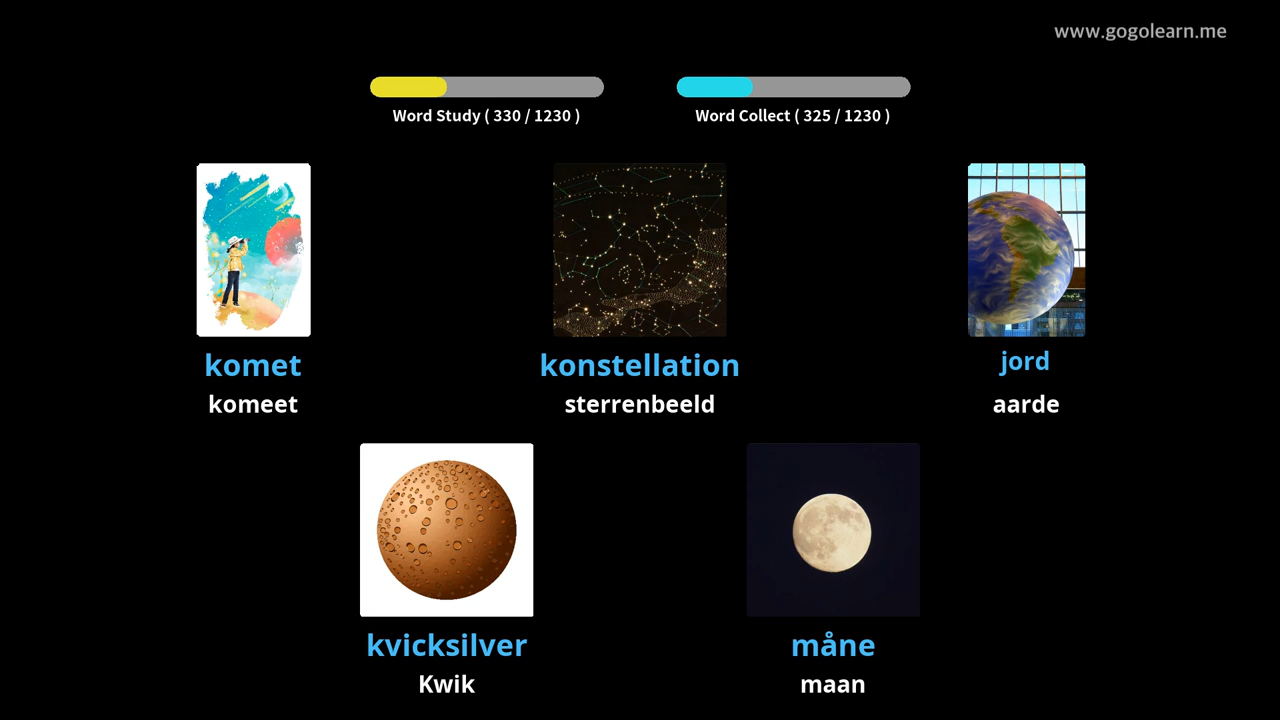 www.gogolearn.me
Word Study ( 330 / 1230 )
Word Collect ( 325 / 1230 )
komet
komeet
konstellation
sterrenbeeld
jord
aarde
kvicksilver
Kwik
måne
maan